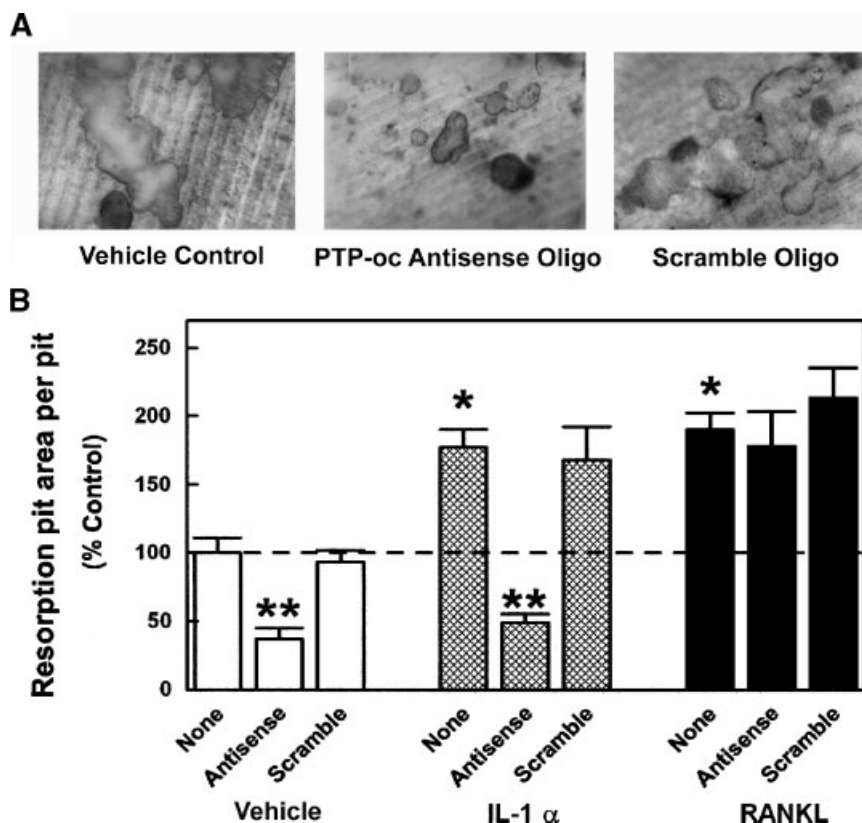 A
Vehicle Control
PTP-oc Antisense Oligo
Scramble Oligo
B
Resorption pit area per pit
(% Control)
250
200
150
100
50
0
*
**
*
**
*
None
Antisense
Scramble
None
Antisense
Scramble
None
Antisense
Scramble
Vehicle
IL-1 α
RANKL